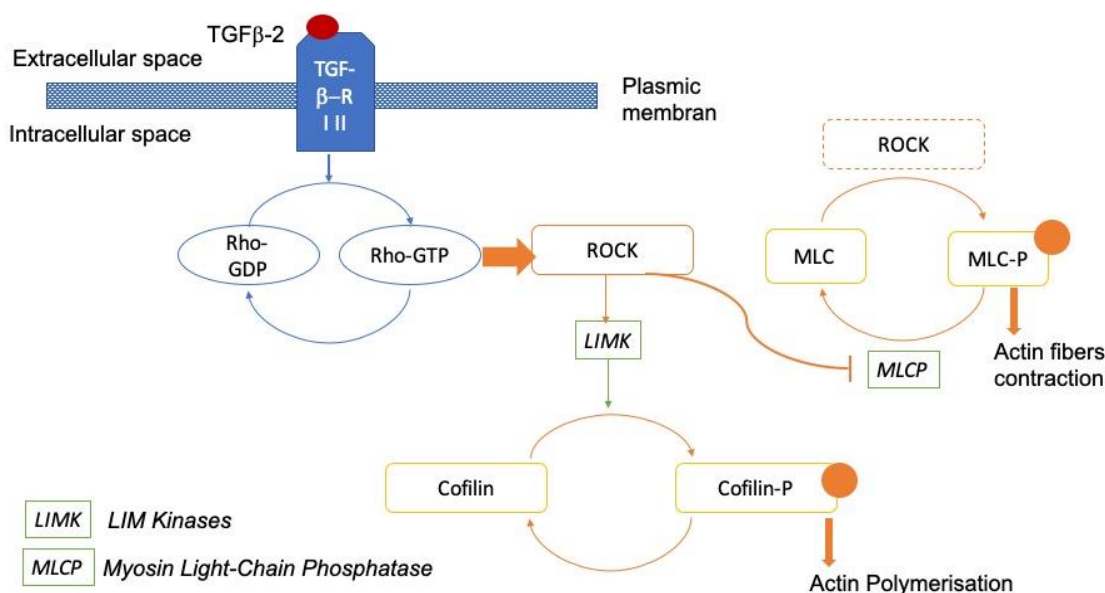 TGFβ-2
Extracellular space
TGF-
β–R
I II
Plasmic
membran
Intracellular space
ROCK
Rho-
GDP
Rho-GTP
ROCK
MLC
MLC-P
LIMK
MLCP
Actin fibers
contraction
Cofilin
Cofilin-P
LIMK LIM Kinases
MLCP Myosin Light-Chain Phosphatase
Actin Polymerisation